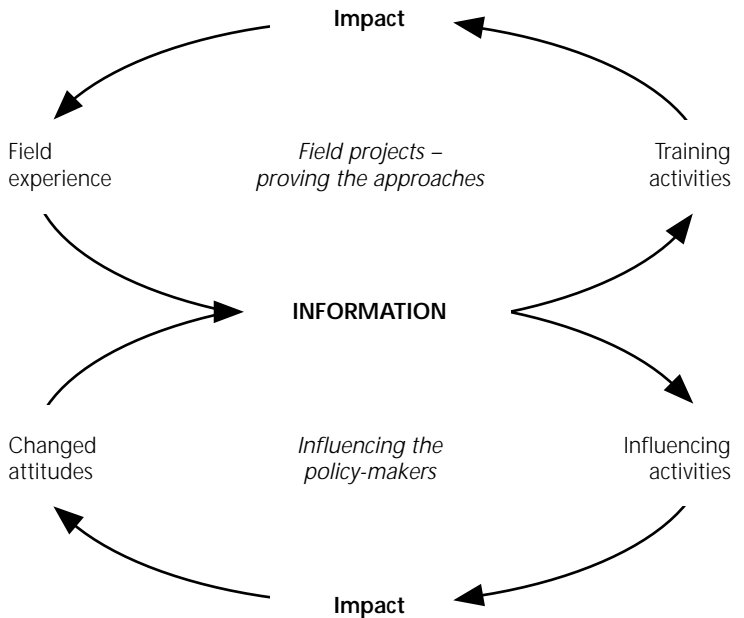 Impact
Field
experience
Field projects –
proving the approaches
Training
activities
INFORMATION
Changed
attitudes
Influencing the
policy-makers
Influencing
activities
Impact